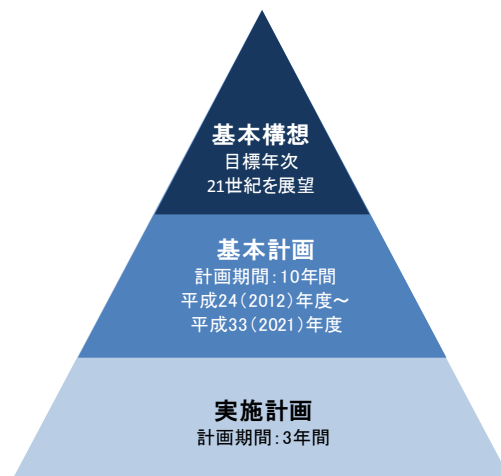 基本構想
目標年次
21世紀を展望
基本計画
計画期間：10年間
平成24（2012）年度～
平成33（2021）年度
実施計画
計画期間：3年間